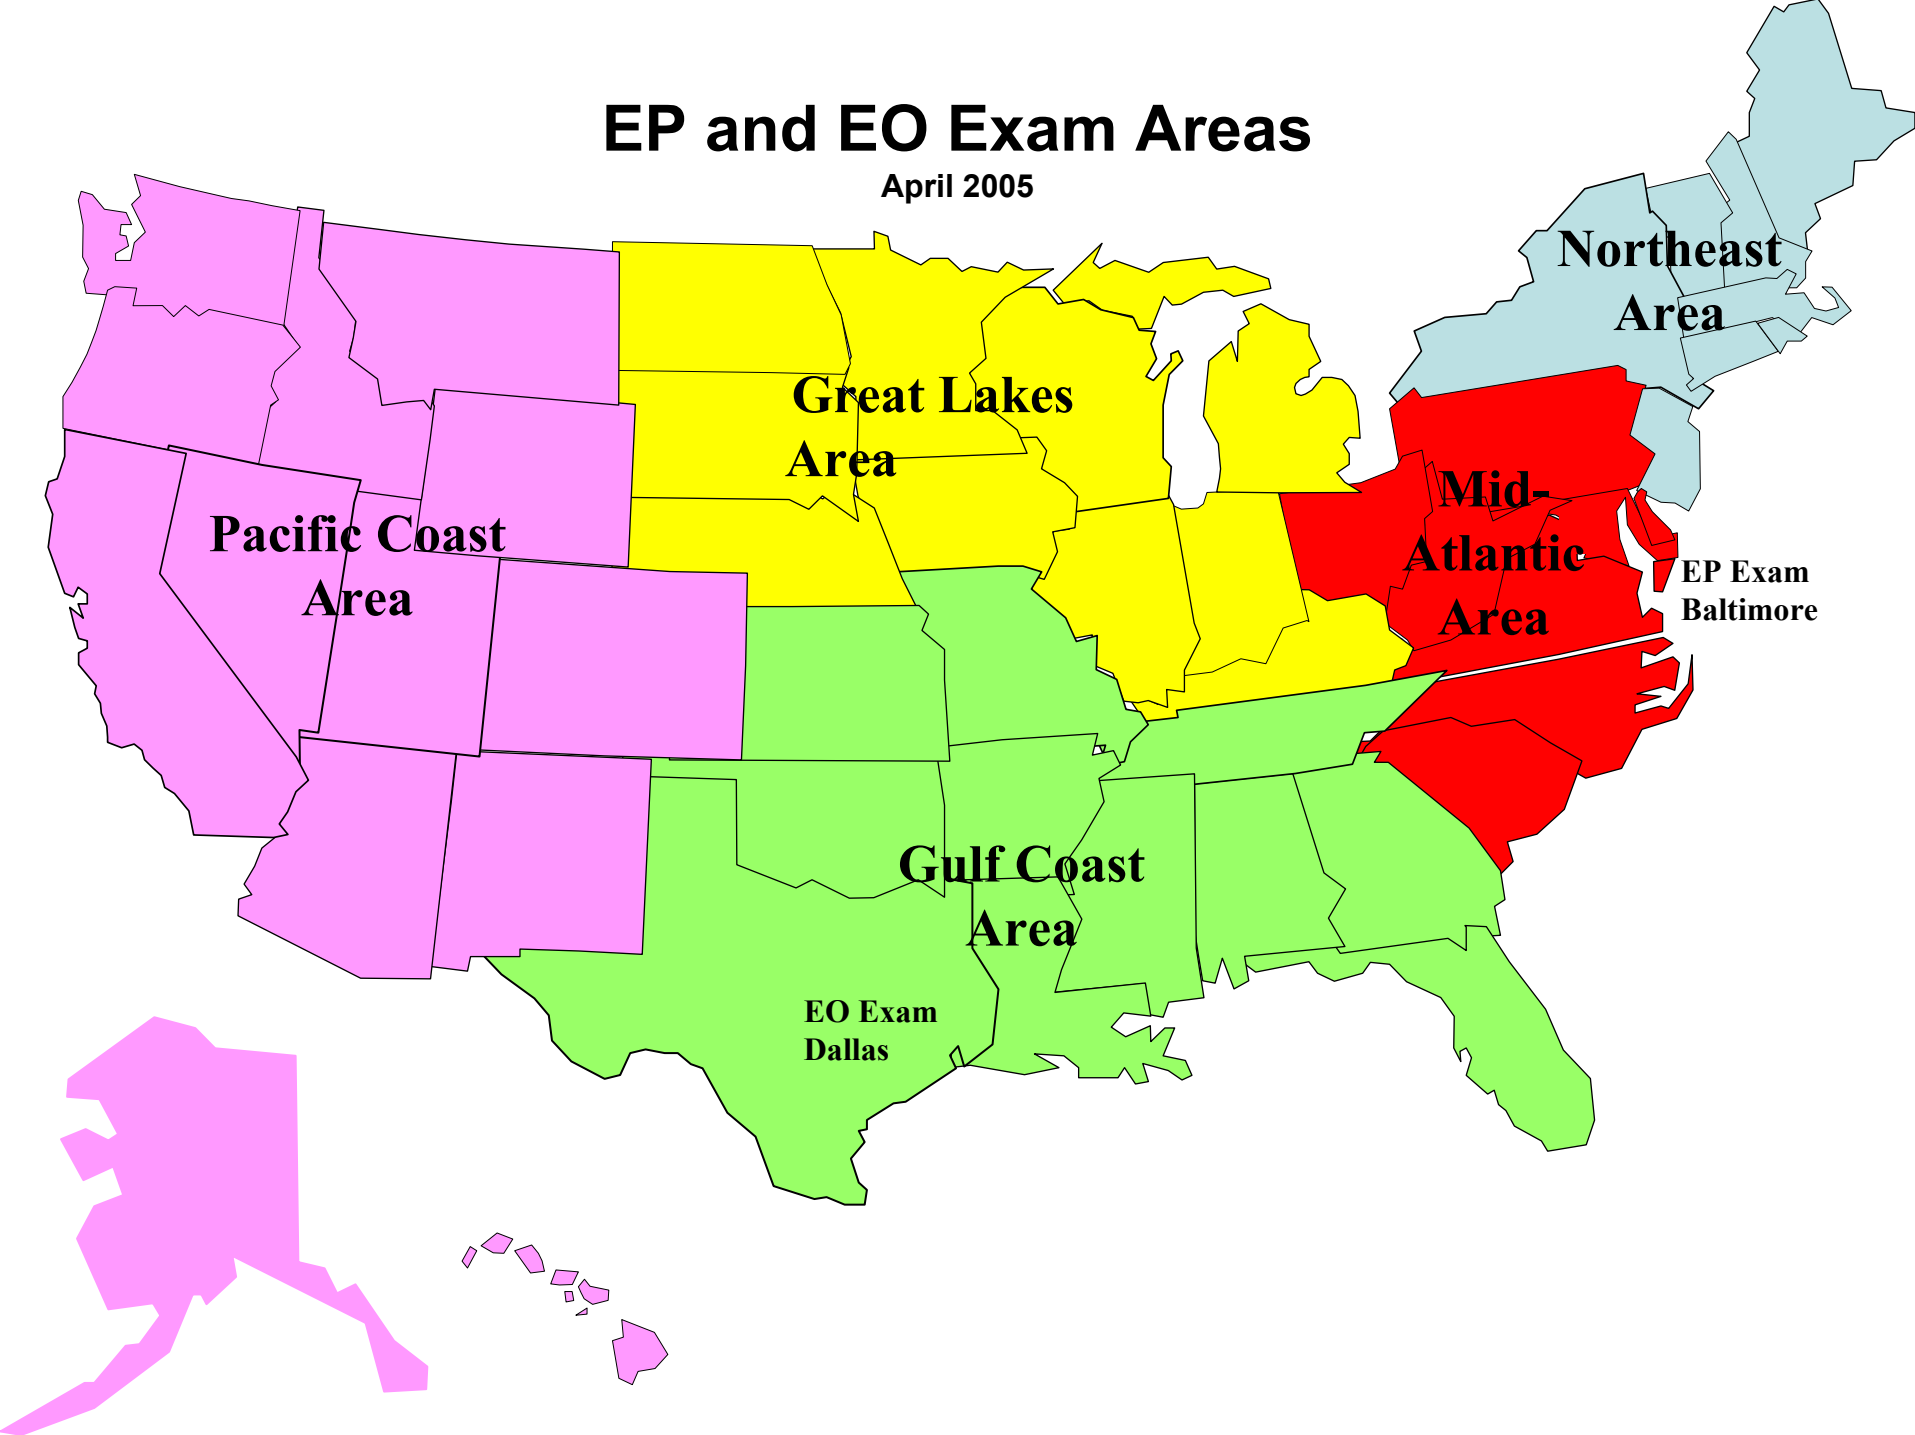 EP and EO Exam Areas
April 2005
Northeast
Area
Great Lakes
Area
Mid-
Atlantic
Area
Pacific Coast
Area
EP Exam
Baltimore
Gulf Coast
Area
EO Exam
Dallas